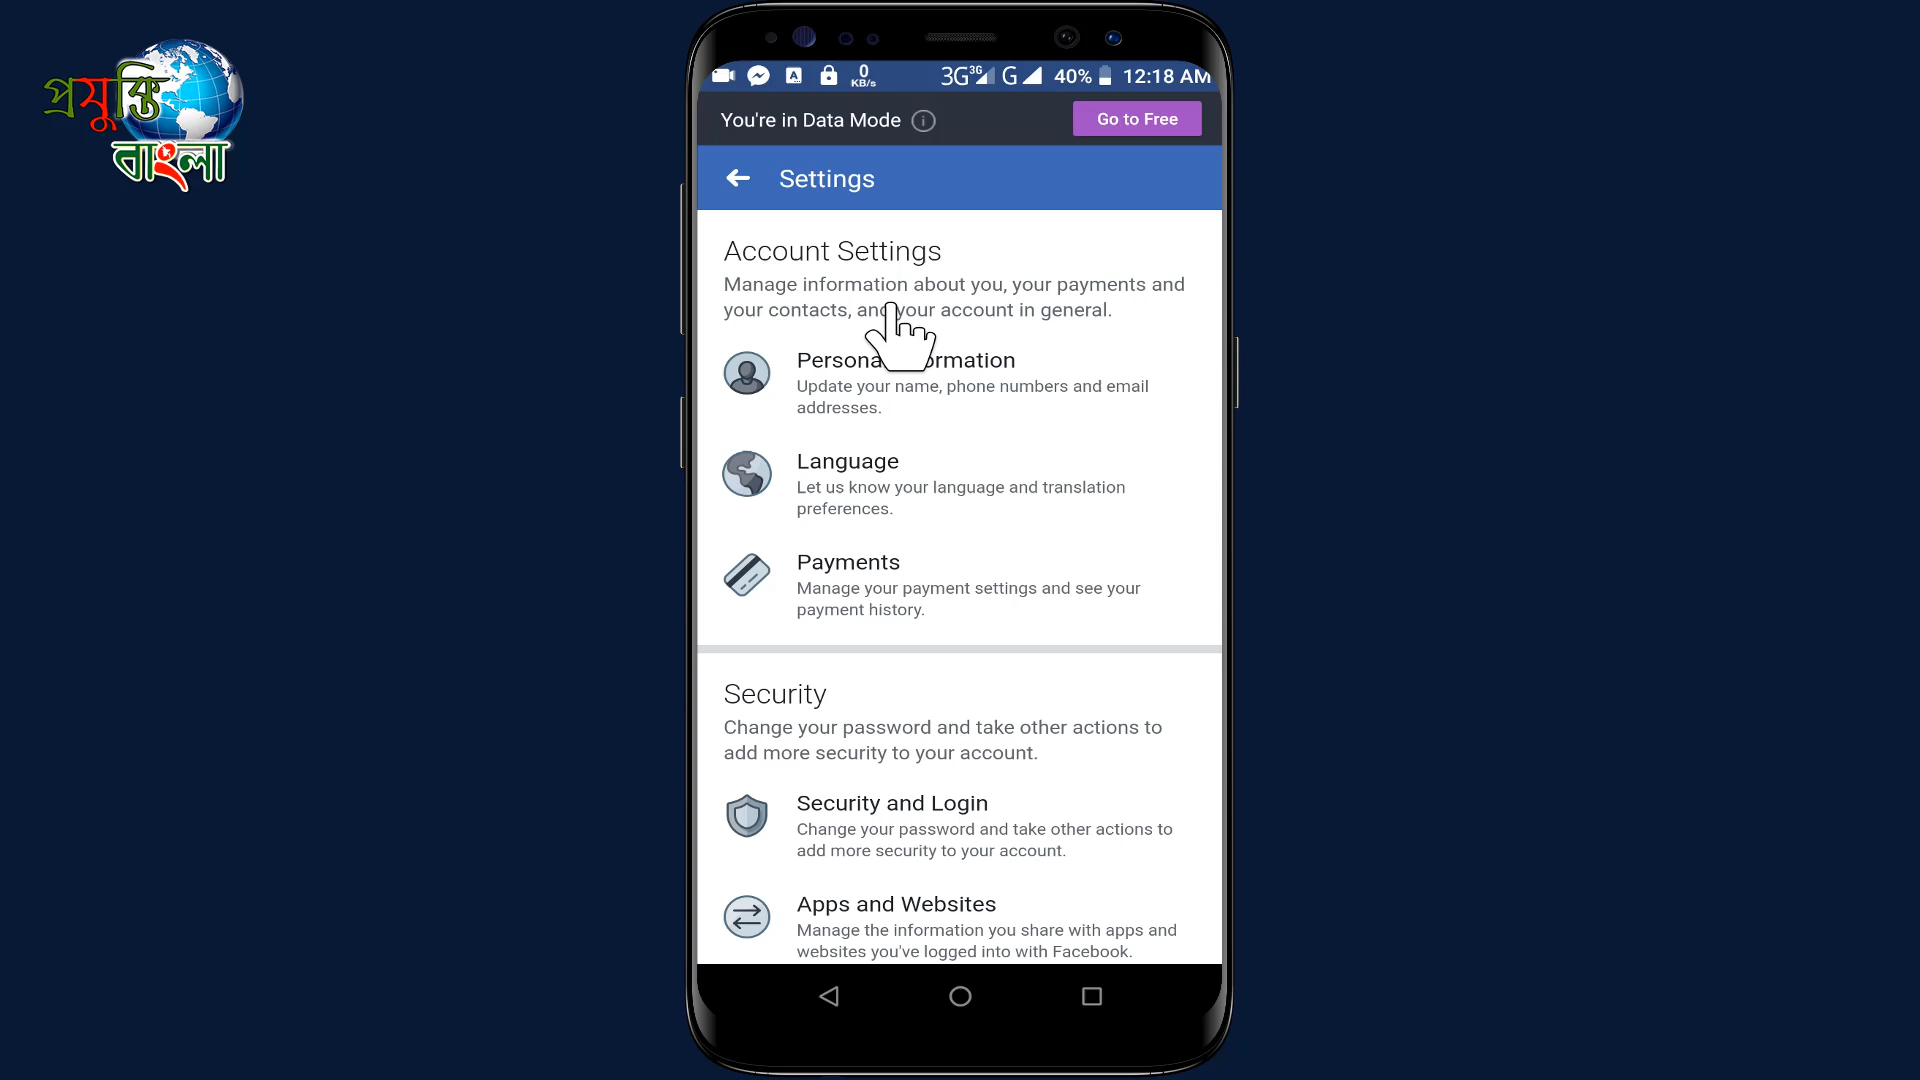 প্রযুক্তি
বাংলা
0
KB/s
3G 3G G 40% 12:18 AM
You're in Data Mode
Go to Free
Settings
Account Settings
Manage information about you, your payments and
your contacts, and your account in general.
Personal Information
Update your name, phone numbers and email
addresses.
Language
Let us know your language and translation
preferences.
Payments
Manage your payment settings and see your
payment history.
Security
Change your password and take other actions to
add more security to your account.
Security and Login
Change your password and take other actions to
add more security to your account.
Apps and Websites
Manage the information you share with apps and
websites you've logged into with Facebook.